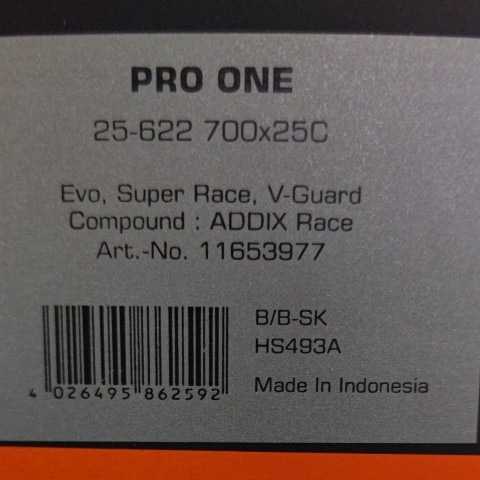 PRO ONE
25-622 700x25C
Evo, Super Race, V-Guard
Compound : ADDIX Race
Art.-No. 11653977
B/B-SK
HS493A
Made In Indonesia
4 026495 862592